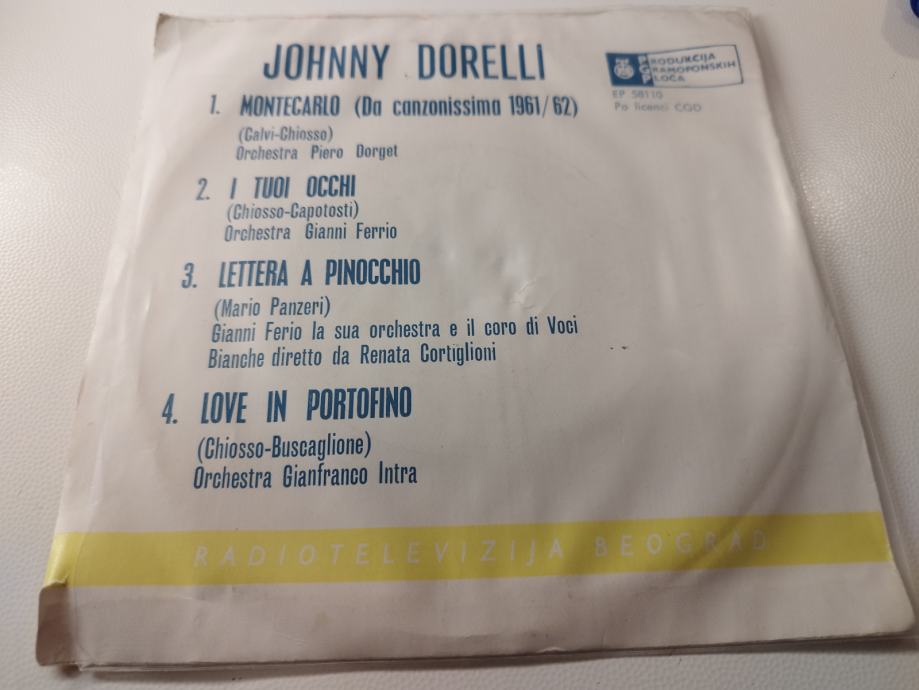 JOHNNY DORELLI
PRODUKCIJA
GRAMOFONSKIH
PLOČA
EP 58110
Po licenci CGD
1. MONTECARLO (Da canzonissima 1961/62)
(Calvi-Chiosso)
Orchestra Piero Dorget
2. I TUOI OCCHI
(Chiosso-Capotosti)
Orchestra Gianni Ferrio
3. LETTERA A PINOCCHIO
(Mario Panzeri)
Gianni Ferio la sua orchestra e il coro di Voci
Bianche diretto da Renata Cortiglioni
4. LOVE IN PORTOFINO
(Chiosso-Buscaglione)
Orchestra Gianfranco Intra
RADIOTELEVIZIJA BEOGRAD